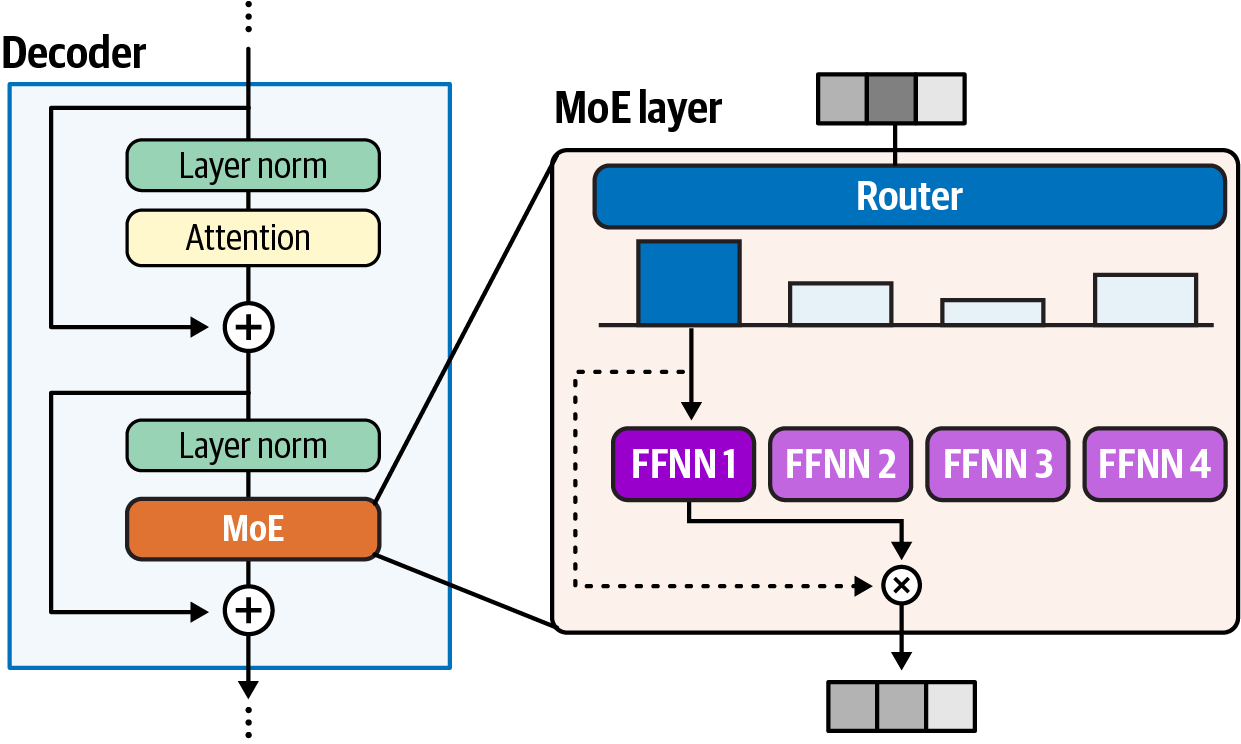 Decoder
Layer norm
Attention
Layer norm
MoE
MoE layer
Router
FFNN 1
FFNN 2
FFNN 3
FFNN 4